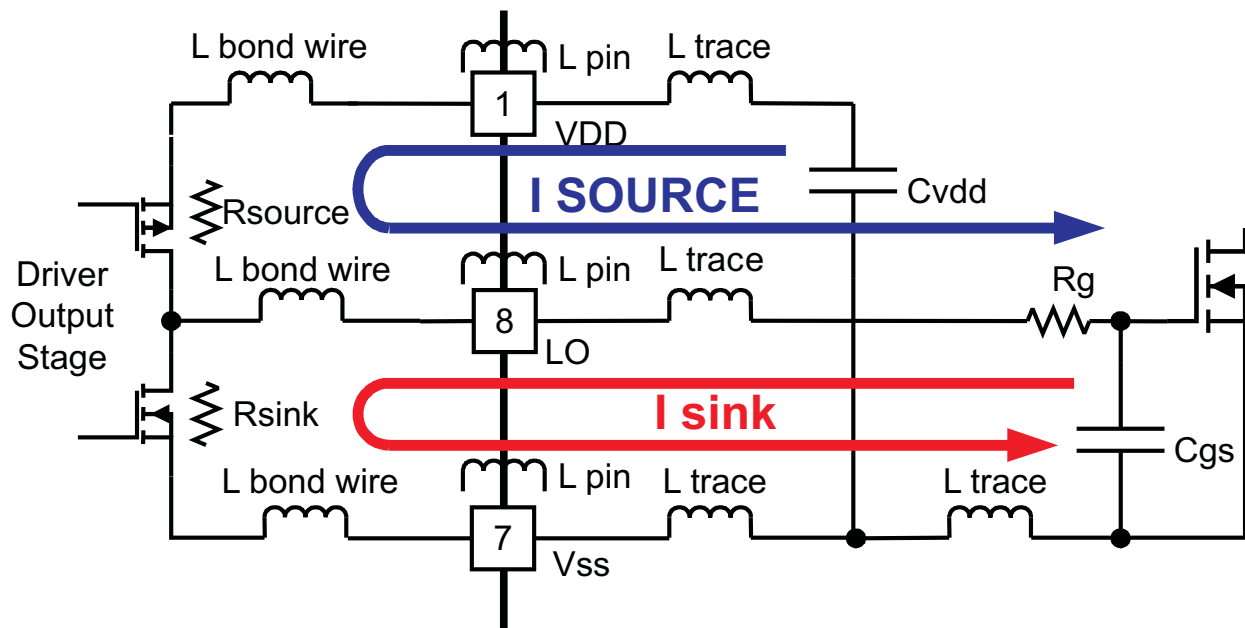 L bond wire
L pin
L trace
1
VDD
I SOURCE
Cvdd
Rsource
L bond wire
L pin
L trace
Rg
Driver
Output
Stage
8
LO
Rsink
I sink
Cgs
L bond wire
L pin
L trace
L trace
7
Vss